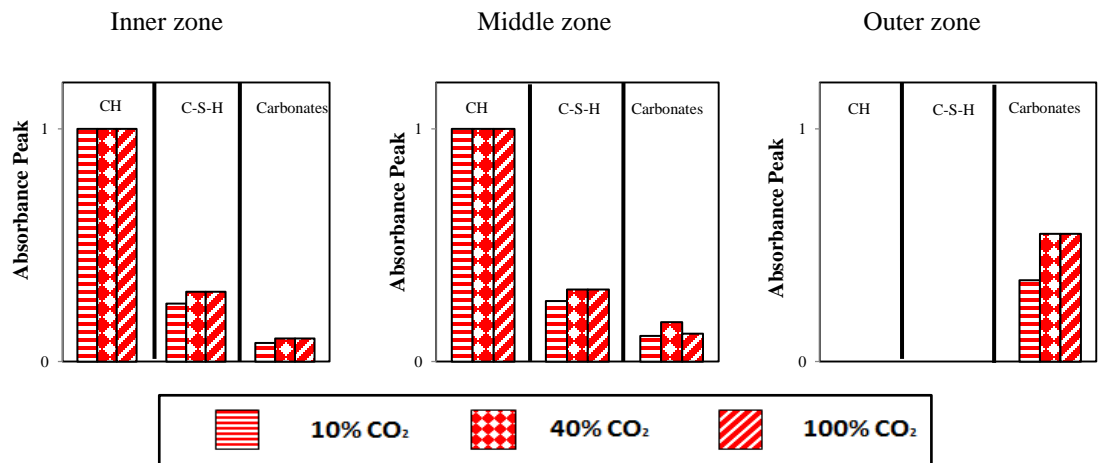 Inner zone
Middle zone
Outer zone
Absorbance Peak
1
0
CH
C-S-H
Carbonates
Absorbance Peak
1
0
CH
C-S-H
Carbonates
Absorbance Peak
1
0
CH
C-S-H
Carbonates
10% CO₂
40% CO₂
100% CO₂